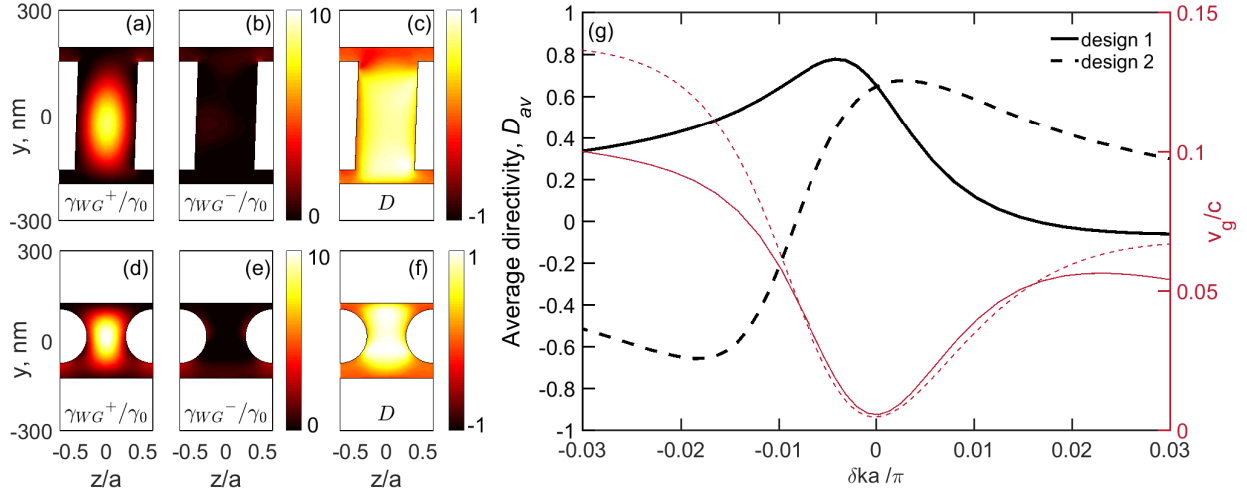 300
0
-300
y, nm
(a)
γWG⁺/γ0
(b)
γWG⁻/γ0
10
0
(c)
D
1
-1
300
0
-300
y, nm
(d)
γWG⁺/γ0
-0.5 0 0.5
z/a
(e)
γWG⁻/γ0
-0.5 0 0.5
z/a
10
0
(f)
D
-0.5 0 0.5
z/a
1
-1
(g)
design 1
design 2
1
0.8
0.6
0.4
0.2
0
-0.2
-0.4
-0.6
-0.8
-1
Average directivity, Dav
-0.03 -0.02 -0.01 0 0.01 0.02 0.03
δka /π
0.15
0.1
0.05
0
vg/c